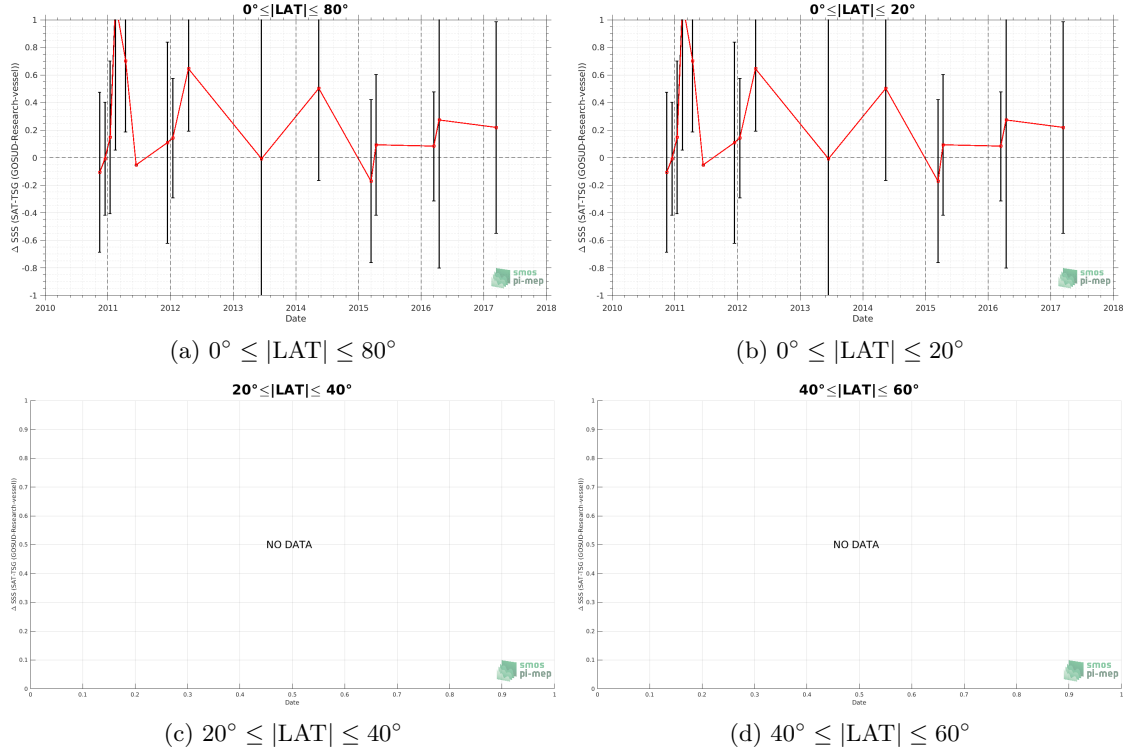 0°≤|LAT|≤ 80°
Δ SSS (SAT-TSG (GOSUD-Research-vessel))
1
0.8
0.6
0.4
0.2
0
-0.2
-0.4
-0.6
-0.8
-1
2010 2011 2012 2013 2014 2015 2016 2017 2018
Date
smos
pi-mep
(a) 0° ≤ |LAT| ≤ 80°
0°≤|LAT|≤ 20°
Δ SSS (SAT-TSG (GOSUD-Research-vessel))
1
0.8
0.6
0.4
0.2
0
-0.2
-0.4
-0.6
-0.8
-1
2010 2011 2012 2013 2014 2015 2016 2017 2018
Date
smos
pi-mep
(b) 0° ≤ |LAT| ≤ 20°
20°≤|LAT|≤ 40°
Δ SSS (SAT-TSG (GOSUD-Research-vessel))
1
0.9
0.8
0.7
0.6
0.5
0.4
0.3
0.2
0.1
0
NO DATA
0 0.1 0.2 0.3 0.4 0.5 0.6 0.7 0.8 0.9 1
Date
smos
pi-mep
(c) 20° ≤ |LAT| ≤ 40°
40°≤|LAT|≤ 60°
Δ SSS (SAT-TSG (GOSUD-Research-vessel))
1
0.9
0.8
0.7
0.6
0.5
0.4
0.3
0.2
0.1
0
NO DATA
0 0.1 0.2 0.3 0.4 0.5 0.6 0.7 0.8 0.9 1
Date
smos
pi-mep
(d) 40° ≤ |LAT| ≤ 60°